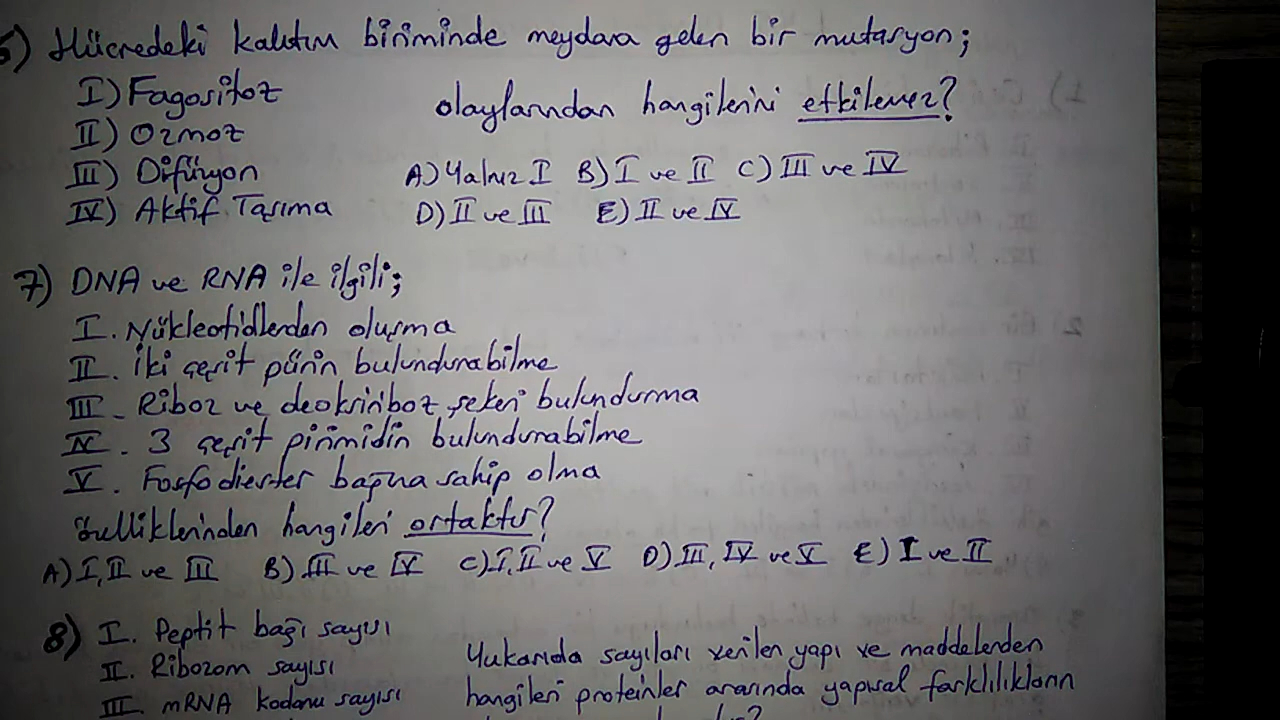 6) Hücredeki kalıtım biriminde meydana gelen bir mutasyon;
I) Fagositoz
II) Ozmoz
III) Difüzyon
IV) Aktif Taşıma
olaylarından hangilerini etkilemez?
A) Yalnız I B) I ve II C) III ve IV
D) II ve III E) II ve IV
7) DNA ve RNA ile ilgili;
I. Nükleotidlerden oluşma
II. İki çeşit pürin bulundurabilme
III. Riboz ve deoksiriboz şekeri bulundurma
IV. 3 çeşit pirimidin bulundurabilme
V. Fosfodiester bağına sahip olma
özelliklerinden hangileri ortaktır?
A) I, II ve III B) III ve IV C) I, II ve V D) III, IV ve V E) I ve II
8) I. Peptit bağı sayısı
II. Ribozom sayısı
III. mRNA kodonu sayısı
Yukarıda sayıları verilen yapı ve maddelerden
hangileri proteinler arasında yapısal farklılıkların